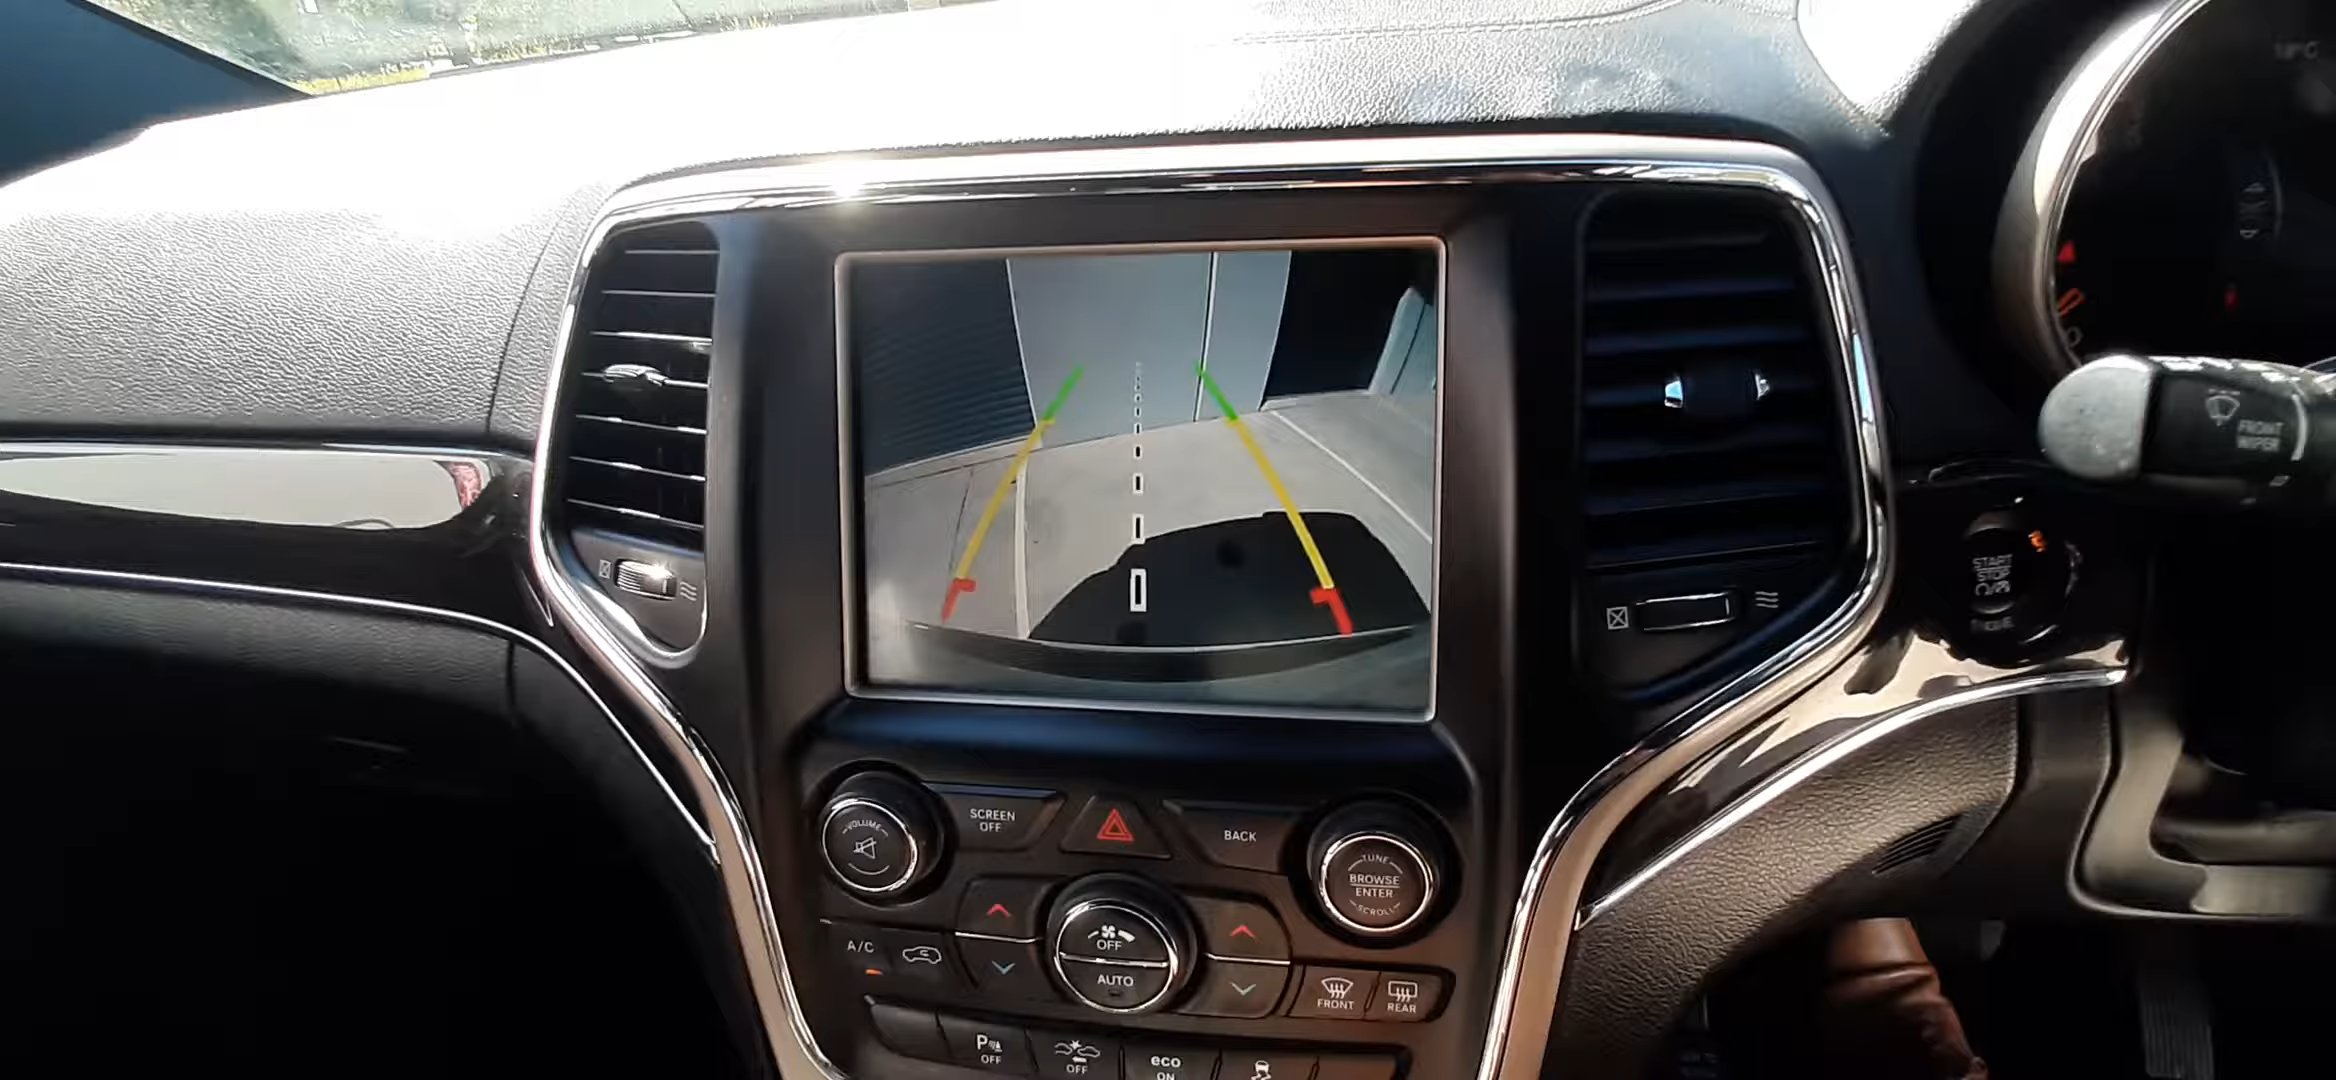 FRONT
WIPER
START
STOP
VOLUME
SCREEN
OFF
BACK
TUNE
BROWSE
ENTER
SCROLL
A/C
OFF
AUTO
FRONT
REAR
P
OFF
OFF
eco
ON